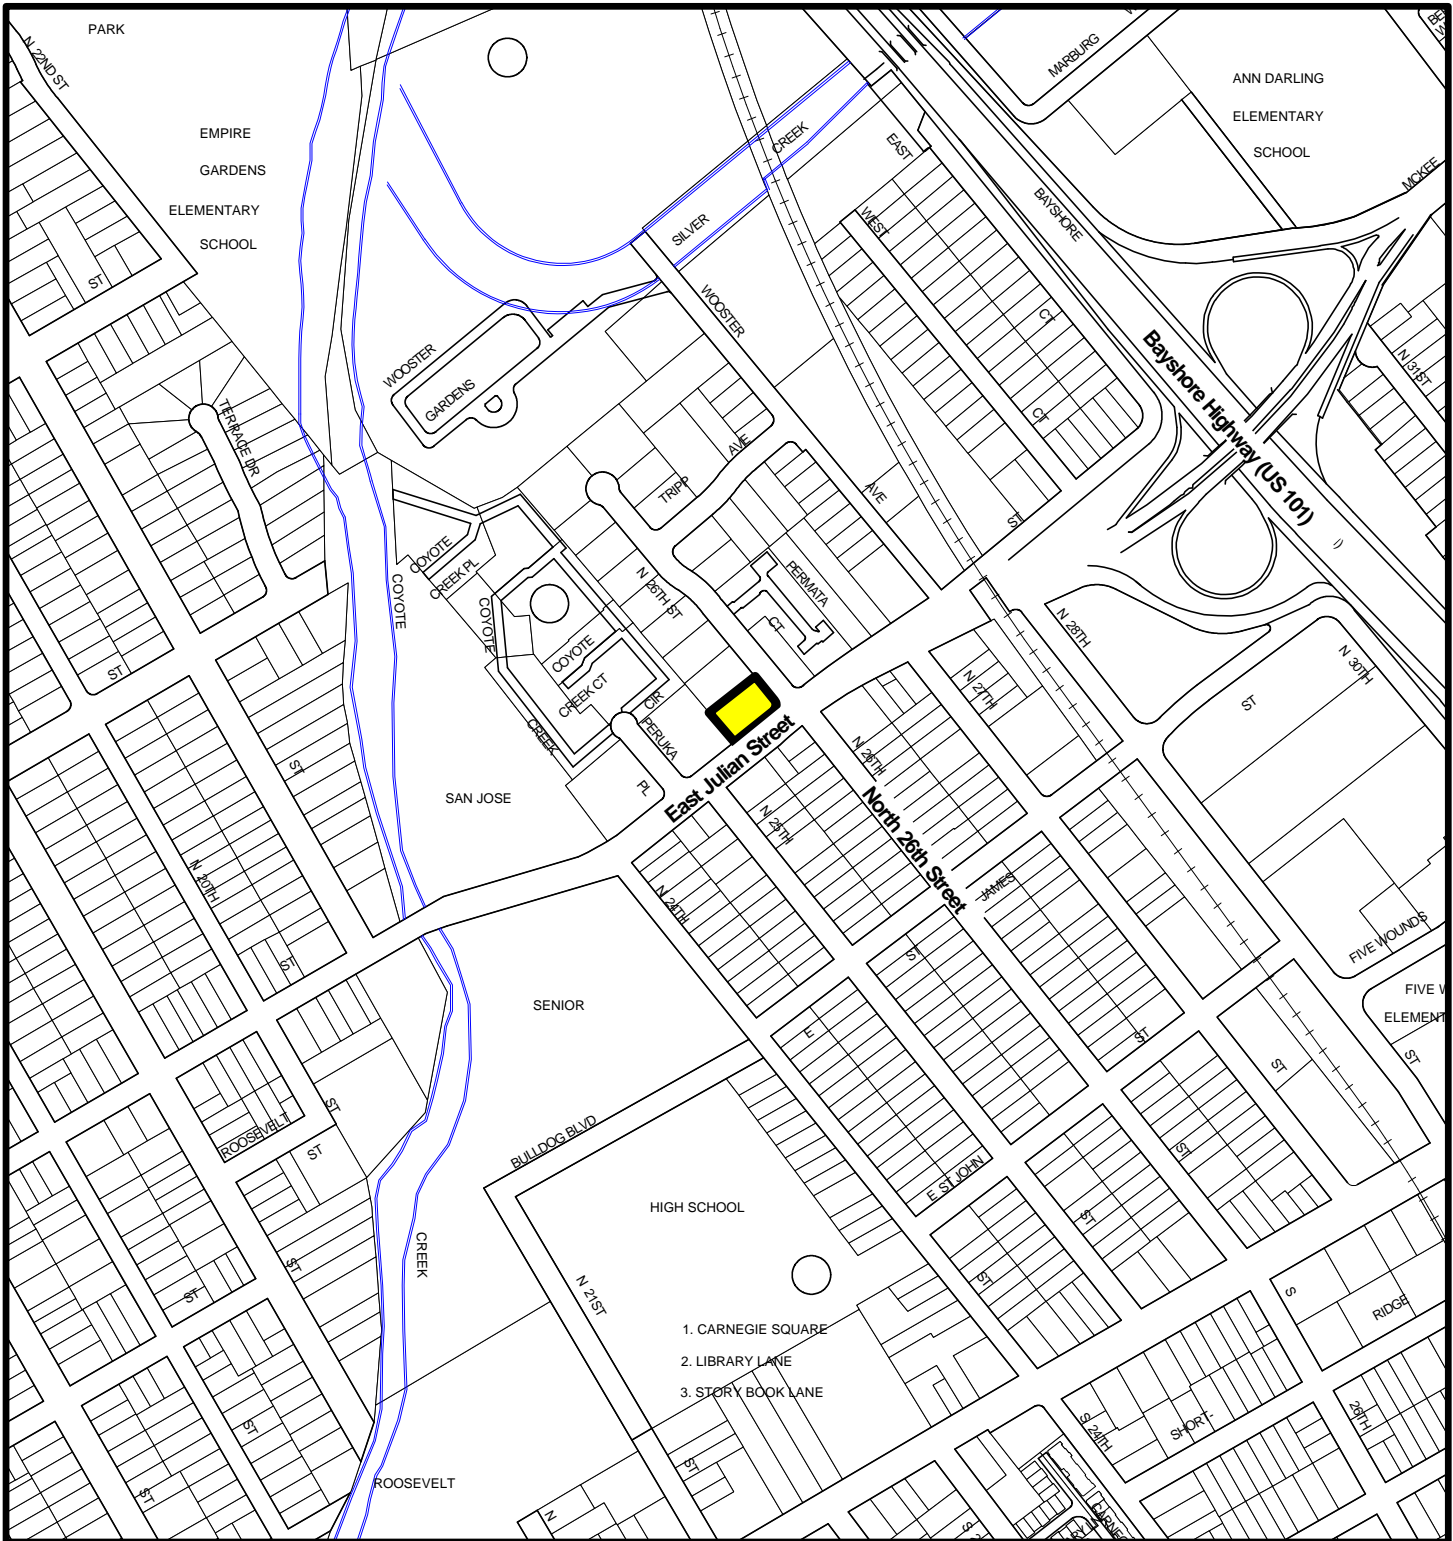 PARK
N 22ND ST
MARBURG
ANN DARLING
ELEMENTARY
SCHOOL
EMPIRE
GARDENS
ELEMENTARY
SCHOOL
CREEK
EAST
MCKEE
BAYSHORE
SILVER
WEST
ST
WOOSTER
CT
Bayshore Highway (US 101)
N 31ST
WOOSTER
GARDENS
TERRACE DR
CT
AVE
TRIPP
AVE
ST
COYOTE
CREEK PL
COYOTE
COYOTE
N 26TH ST
PERMATA
CT
N 28TH
N 30TH
COYOTE
CREEK CT
CIR
ST
N 27TH
ST
CREEK
PERUKA
PL
East Julian Street
N 26TH
ST
SAN JOSE
N 25TH
North 26th Street
N 20TH
N 24TH
JAMES
FIVE WOUNDS
ST
ST
SENIOR
FIVE
ELEMENT
E
ST
ST
ST
ST
ROOSEVELT
ST
BULLDOG BLVD
ST
E ST JOHN
HIGH SCHOOL
ST
CREEK
ST
ST
ST
N 21ST
S
RIDGE
1. CARNEGIE SQUARE
2. LIBRARY LANE
3. STORY BOOK LANE
ST
S 24TH
SHORT-
26TH
ST
ROOSEVELT
ST
N